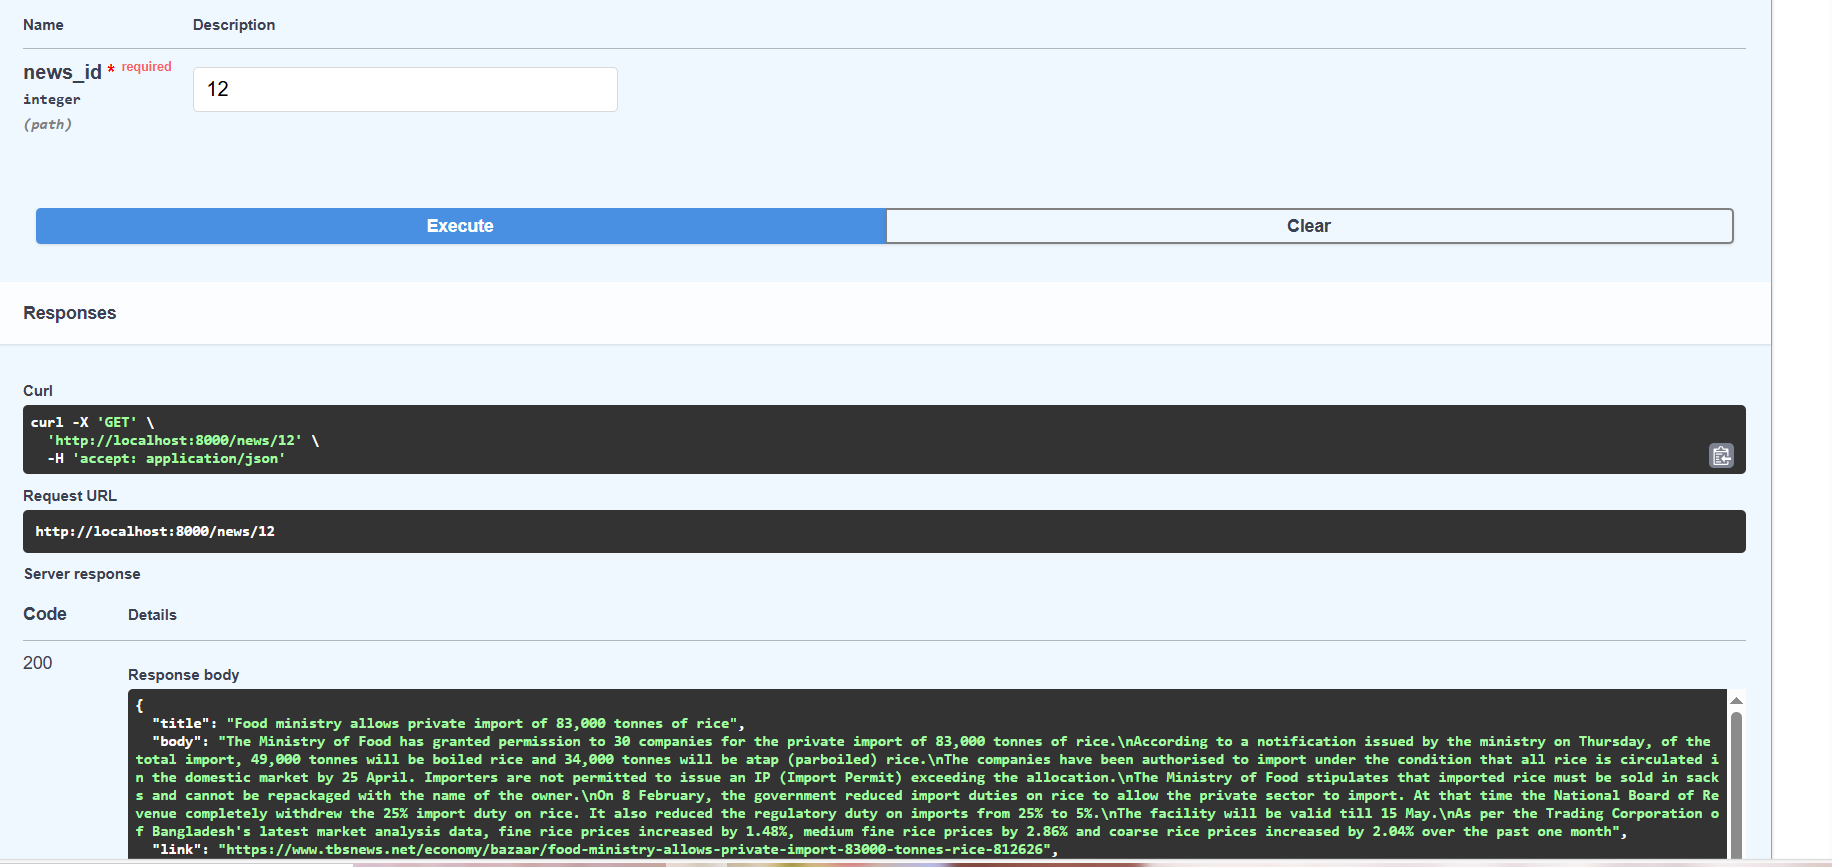 Name Description
news_id * required
12
integer
(path)
Execute Clear
Responses
Curl
curl -X 'GET' \
'http://localhost:8000/news/12' \
-H 'accept: application/json'
Request URL
http://localhost:8000/news/12
Server response
Code Details
200
Response body
{
"title": "Food ministry allows private import of 83,000 tonnes of rice",
"body": "The Ministry of Food has granted permission to 30 companies for the private import of 83,000 tonnes of rice.\nAccording to a notification issued by the ministry on Thursday, of the
total import, 49,000 tonnes will be boiled rice and 34,000 tonnes will be atap (parboiled) rice.\nThe companies have been authorised to import under the condition that all rice is circulated i
n the domestic market by 25 April. Importers are not permitted to issue an IP (Import Permit) exceeding the allocation.\nThe Ministry of Food stipulates that imported rice must be sold in sack
s and cannot be repackaged with the name of the owner.\nOn 8 February, the government reduced import duties on rice to allow the private sector to import. At that time the National Board of Re
venue completely withdrew the 25% import duty on rice. It also reduced the regulatory duty on imports from 25% to 5%.\nThe facility will be valid till 15 May.\nAs per the Trading Corporation o
f Bangladesh's latest market analysis data, fine rice prices increased by 1.48%, medium fine rice prices by 2.86% and coarse rice prices increased by 2.04% over the past one month",
"link": "https://www.tbsnews.net/economy/bazaar/food-ministry-allows-private-import-83000-tonnes-rice-812626",